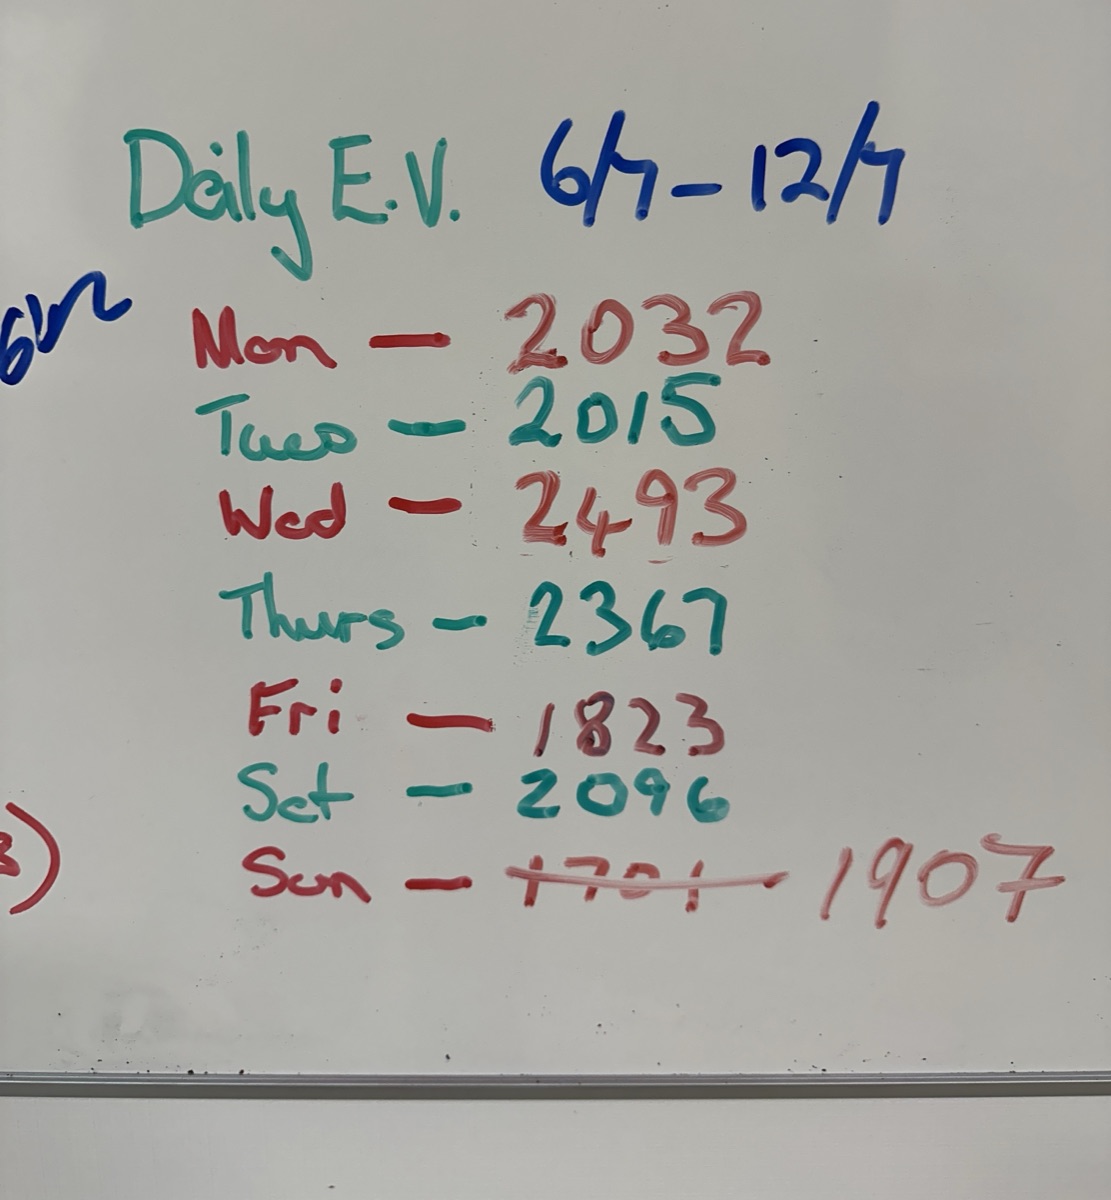 Daily E.V. 6/7 - 12/7
Mon - 2032
Tues - 2015
Wed - 2493
Thurs - 2367
Fri - 1823
Sat - 2096
Sun - 1701 1907